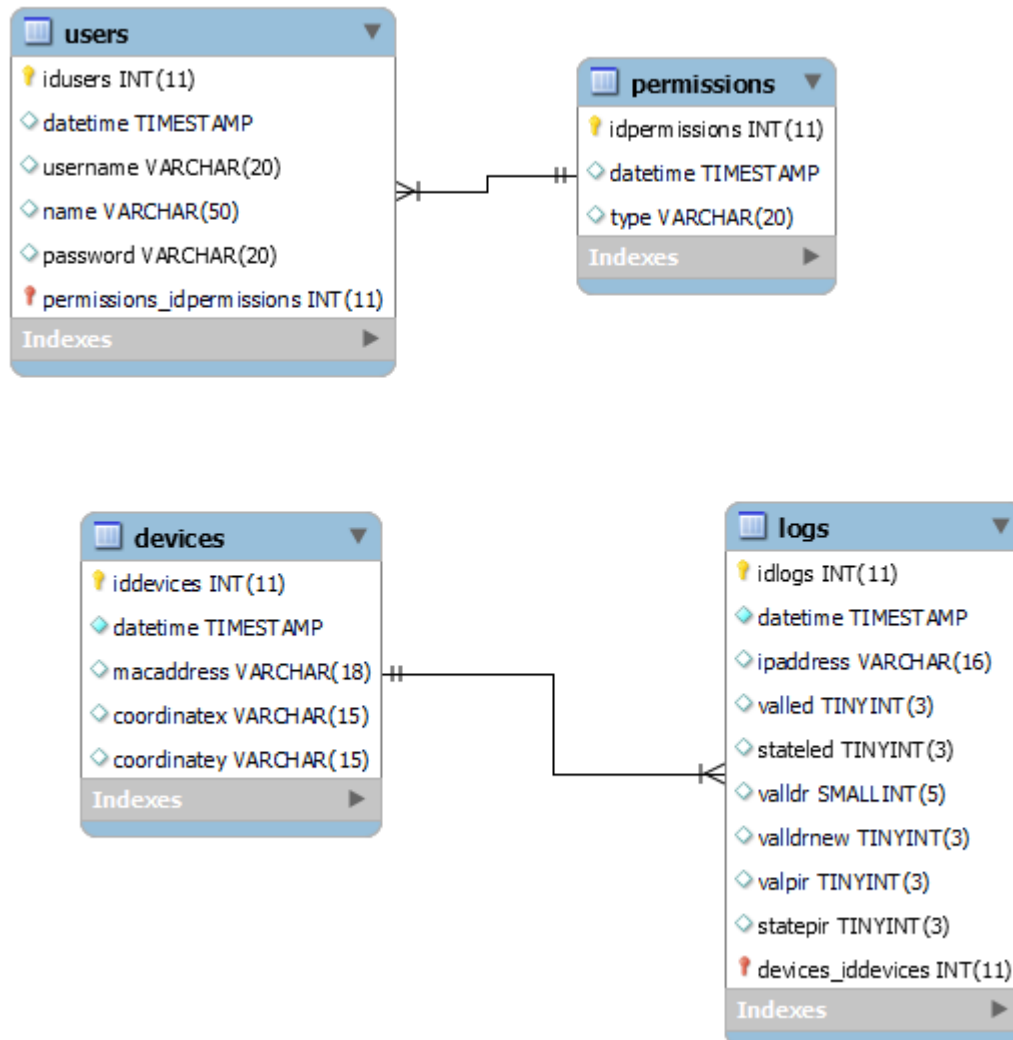 users
idusers INT(11)
datetime TIMESTAMP
username VARCHAR(20)
name VARCHAR(50)
password VARCHAR(20)
permissions_idpermissions INT(11)
Indexes
permissions
idpermissions INT(11)
datetime TIMESTAMP
type VARCHAR(20)
Indexes
devices
iddevices INT(11)
datetime TIMESTAMP
macaddress VARCHAR(18)
coordinatex VARCHAR(15)
coordinatey VARCHAR(15)
Indexes
logs
idlogs INT(11)
datetime TIMESTAMP
ipaddress VARCHAR(16)
valled TINYINT(3)
stateled TINYINT(3)
valldr SMALLINT(5)
valldrnew TINYINT(3)
valpir TINYINT(3)
statepir TINYINT(3)
devices_iddevices INT(11)
Indexes